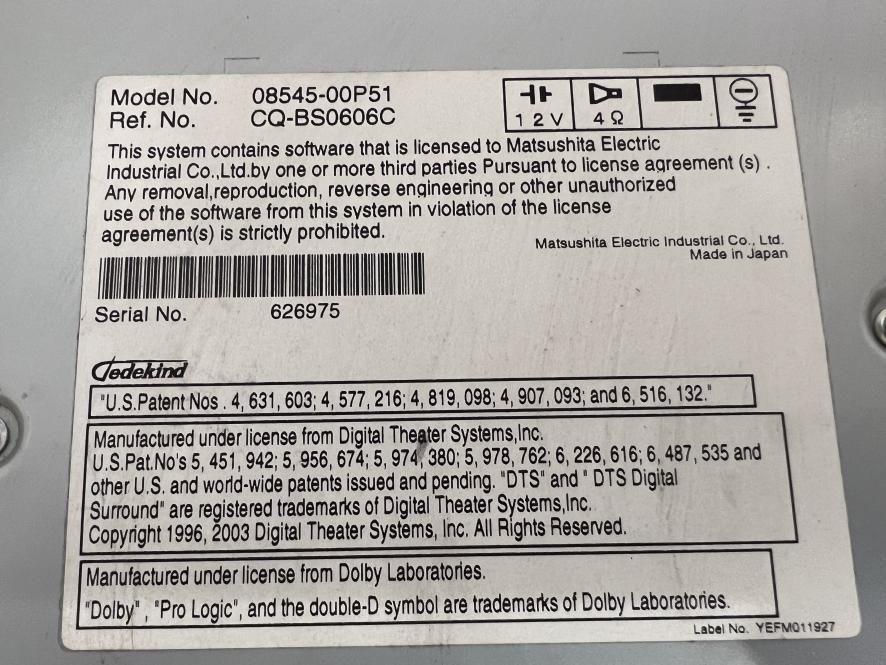 Model No. 08545-00P51
Ref. No. CQ-BS0606C
12V 4Ω
This system contains software that is licensed to Matsushita Electric
Industrial Co.,Ltd.by one or more third parties Pursuant to license agreement (s) .
Any removal,reproduction, reverse engineering or other unauthorized
use of the software from this system in violation of the license
agreement(s) is strictly prohibited.
Matsushita Electric Industrial Co., Ltd.
Made in Japan
Serial No. 626975
Gedekind
"U.S.Patent Nos . 4, 631, 603; 4, 577, 216; 4, 819, 098; 4, 907, 093; and 6, 516, 132."
Manufactured under license from Digital Theater Systems,Inc.
U.S.Pat.No's 5, 451, 942; 5, 956, 674; 5, 974, 380; 5, 978, 762; 6, 226, 616; 6, 487, 535 and
other U.S. and world-wide patents issued and pending. "DTS" and " DTS Digital
Surround" are registered trademarks of Digital Theater Systems,Inc.
Copyright 1996, 2003 Digital Theater Systems, Inc. All Rights Reserved.
Manufactured under license from Dolby Laboratories.
"Dolby" , "Pro Logic", and the double-D symbol are trademarks of Dolby Laboratories.
Label No. YEFM011927